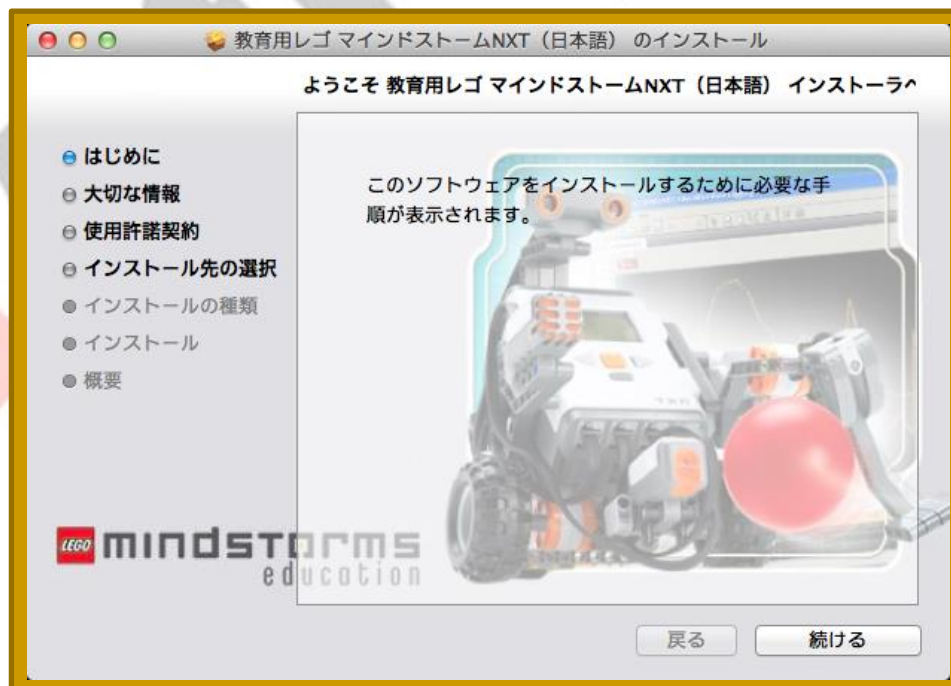 教育用レゴ マインドストームNXT（日本語） のインストール
ようこそ 教育用レゴ マインドストームNXT（日本語） インストーラへ
はじめに
大切な情報
使用許諾契約
インストール先の選択
インストールの種類
インストール
概要
このソフトウェアをインストールするために必要な手
順が表示されます。
NXT
LEGO mindstorms
education
戻る
続ける